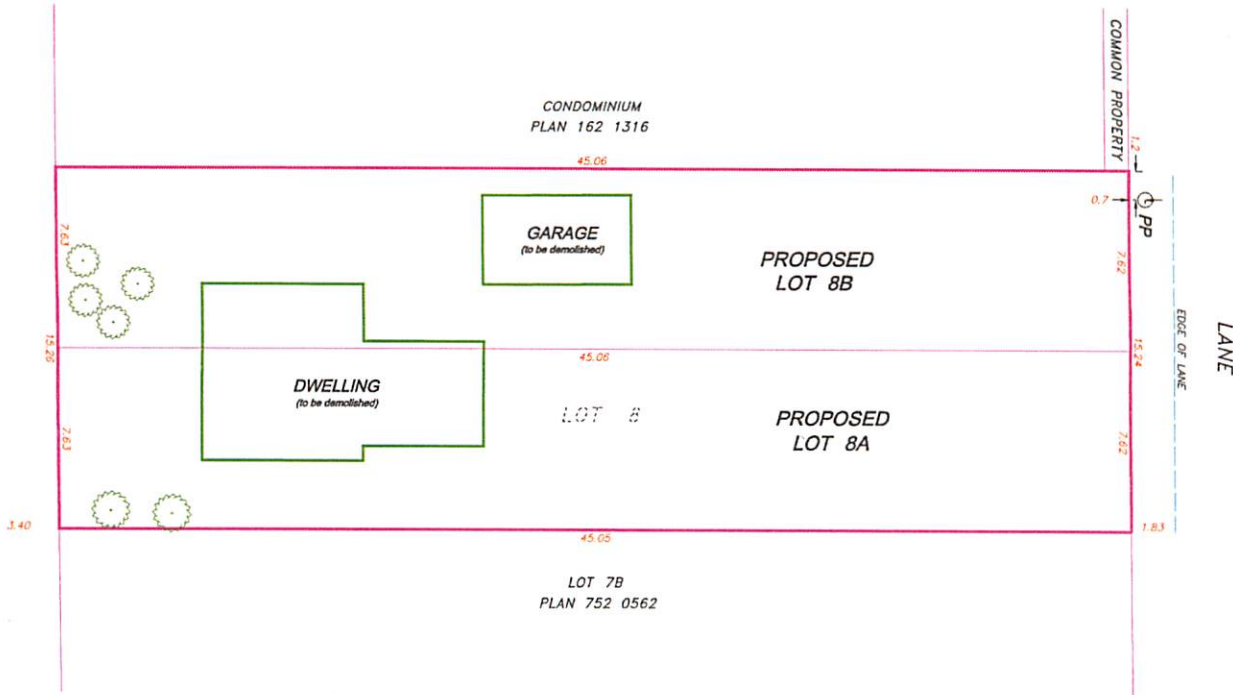 COMMON PROPERTY
CONDOMINIUM
PLAN 162 1316
1.2
45.06
0.7
PP
GARAGE
(to be demolished)
7.63
PROPOSED
LOT 8B
7.62
EDGE OF LANE
LANE
15.26
45.06
15.24
DWELLING
(to be demolished)
LOT 8
PROPOSED
LOT 8A
7.63
7.62
3.40
45.05
1.83
LOT 7B
PLAN 752 0562